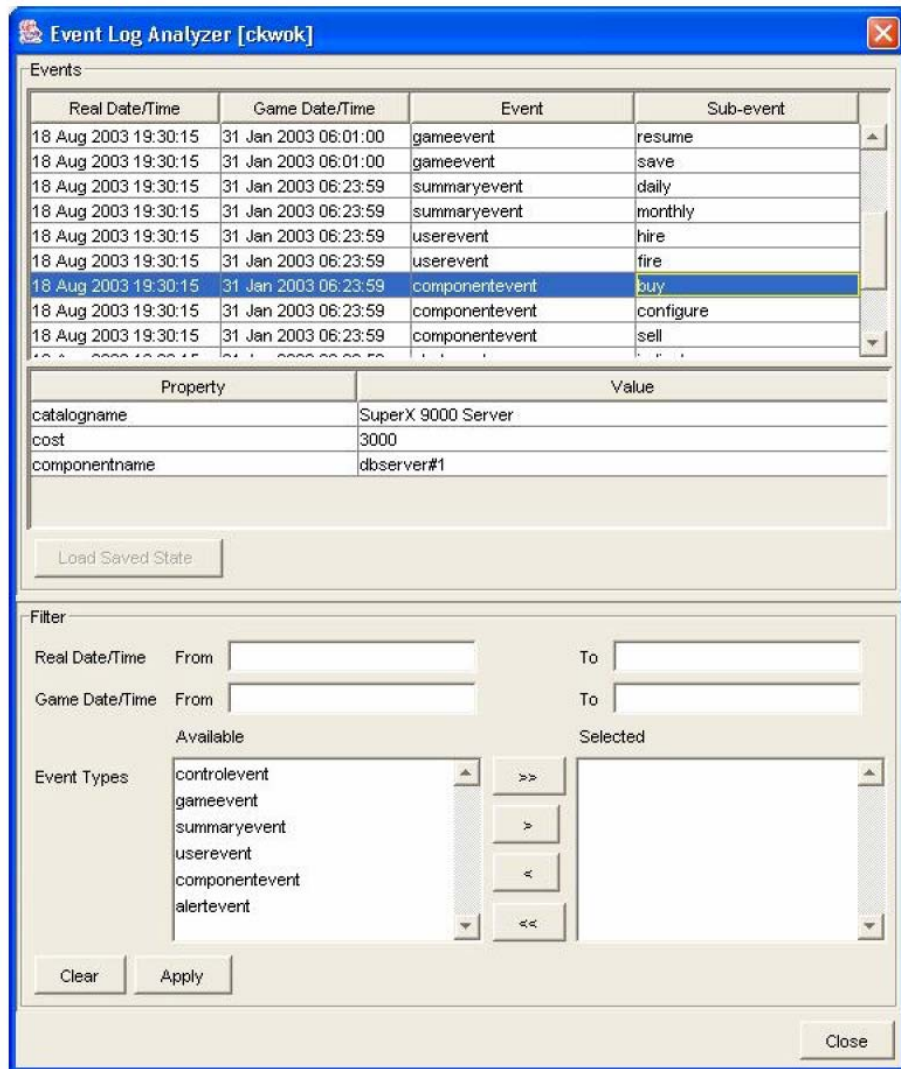 Event Log Analyzer [ckwok]
Events
Real Date/Time Game Date/Time Event Sub-event
18 Aug 2003 19:30:15 31 Jan 2003 06:01:00 gameevent resume
18 Aug 2003 19:30:15 31 Jan 2003 06:01:00 gameevent save
18 Aug 2003 19:30:15 31 Jan 2003 06:23:59 summaryevent daily
18 Aug 2003 19:30:15 31 Jan 2003 06:23:59 summaryevent monthly
18 Aug 2003 19:30:15 31 Jan 2003 06:23:59 userevent hire
18 Aug 2003 19:30:15 31 Jan 2003 06:23:59 userevent fire
18 Aug 2003 19:30:15 31 Jan 2003 06:23:59 componentevent buy
18 Aug 2003 19:30:15 31 Jan 2003 06:23:59 componentevent configure
18 Aug 2003 19:30:15 31 Jan 2003 06:23:59 componentevent sell
Property Value
catalogname SuperX 9000 Server
cost 3000
componentname dbserver#1
Load Saved State
Filter
Real Date/Time From To
Game Date/Time From To
Available Selected
Event Types
controlevent >>
gameevent
summaryevent >
userevent
componentevent <
alertevent
<<
Clear Apply
Close